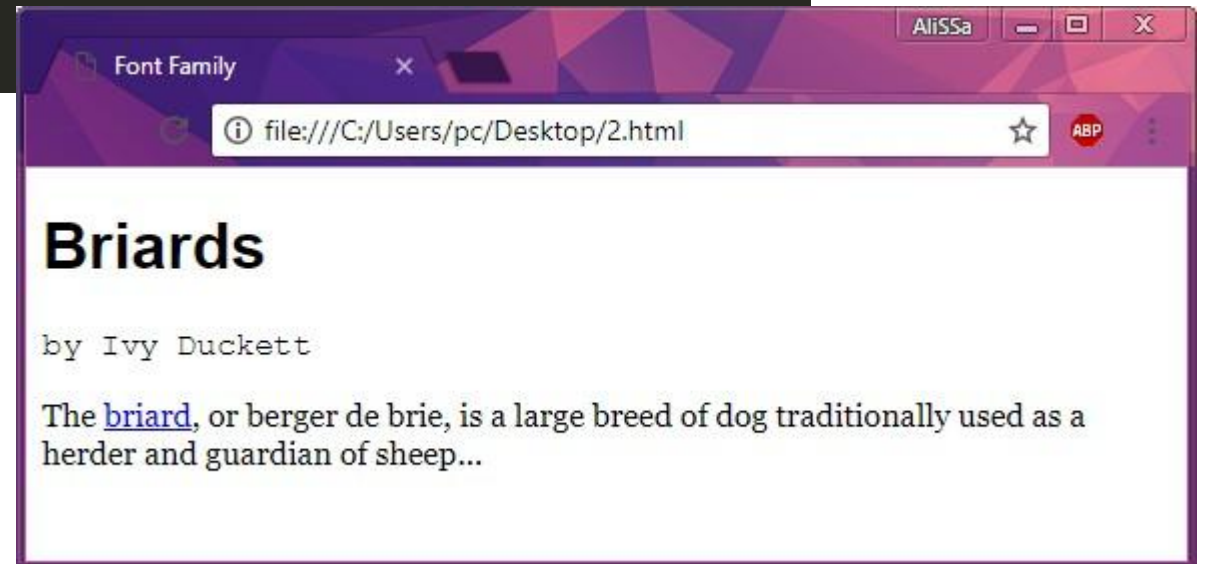 AliSSa
Font Family
file:///C:/Users/pc/Desktop/2.html
ABP
Briards
by Ivy Duckett
The briard, or berger de brie, is a large breed of dog traditionally used as a
herder and guardian of sheep...